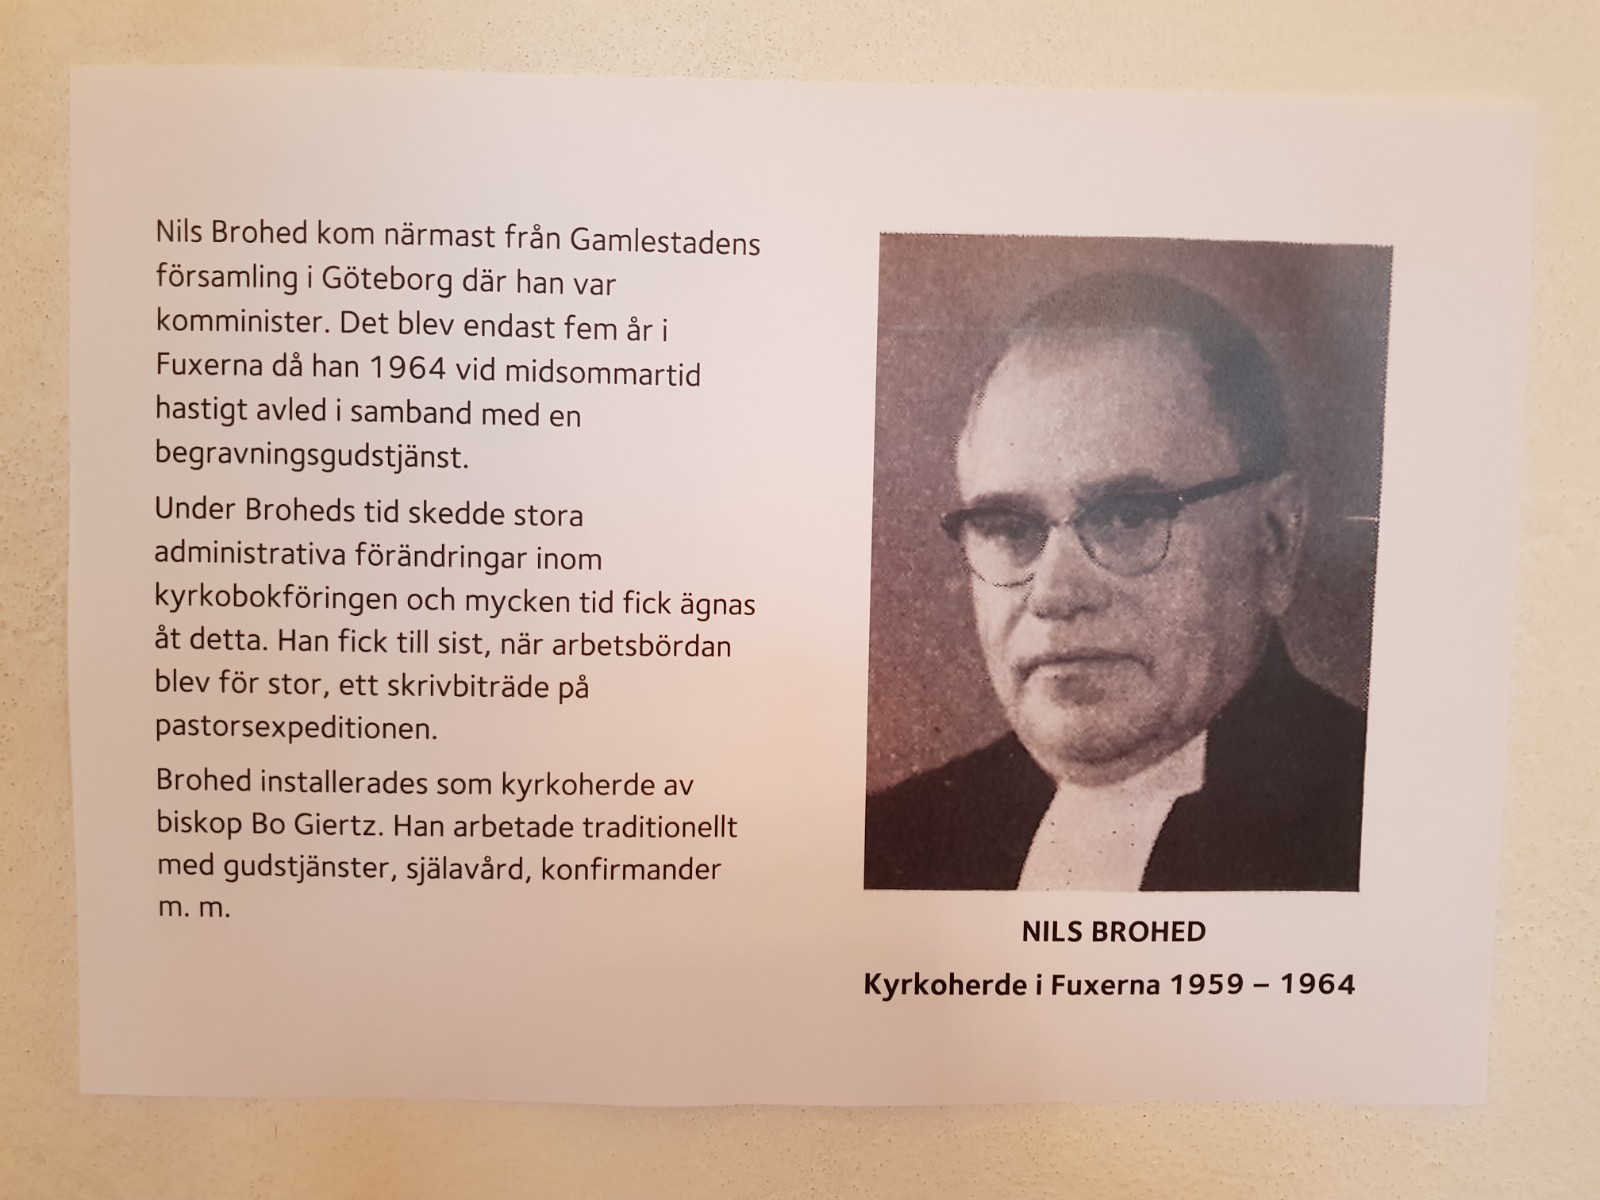 Nils Brohed kom närmast från Gamlestadens
församling i Göteborg där han var
komminister. Det blev endast fem år i
Fuxerna då han 1964 vid midsommartid
hastigt avled i samband med en
begravningsgudstjänst.
Under Broheds tid skedde stora
administrativa förändringar inom
kyrkobokföringen och mycken tid fick ägnas
åt detta. Han fick till sist, när arbetsbördan
blev för stor, ett skrivbiträde på
pastorsexpeditionen.
Brohed installerades som kyrkoherde av
biskop Bo Giertz. Han arbetade traditionellt
med gudstjänster, själavård, konfirmander
m. m.
NILS BROHED
Kyrkoherde i Fuxerna 1959 – 1964